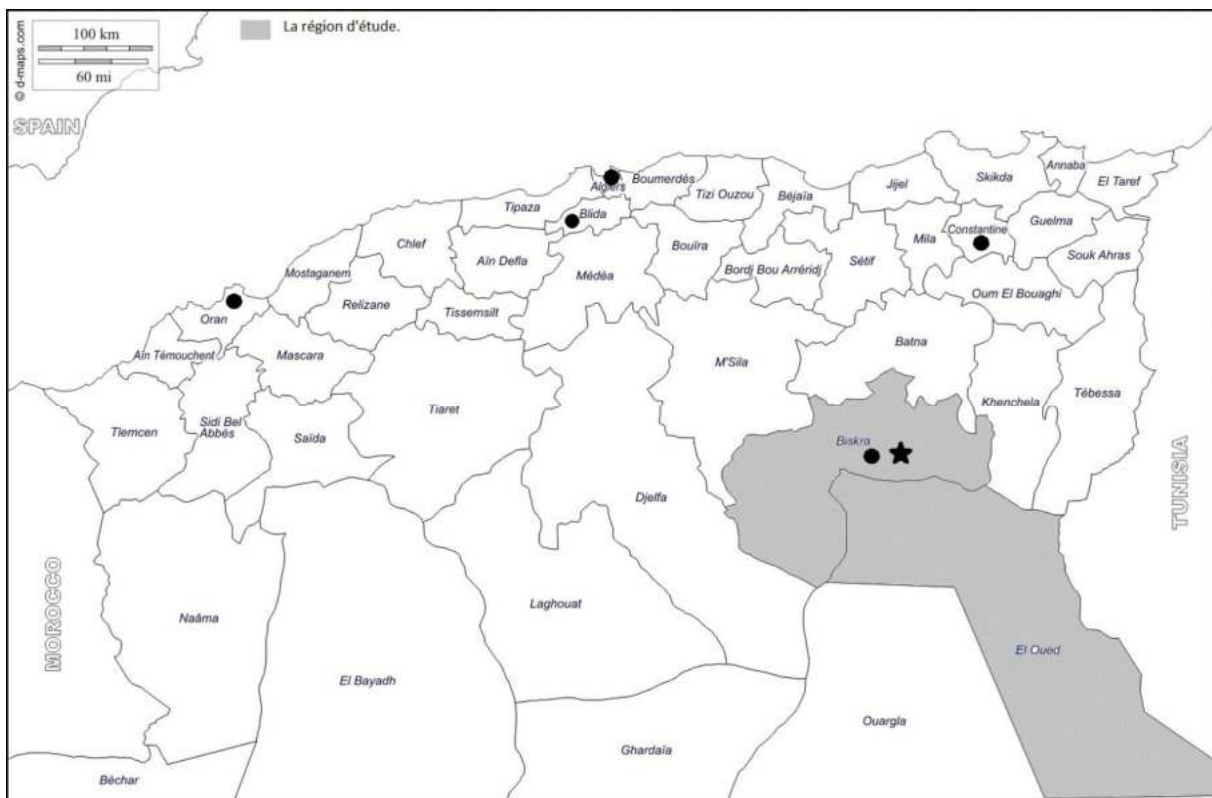 100 km
60 mi
© d-maps.com
La région d'étude.
SPAIN
Annaba
Algiers
Boumerdés
Tizi Ouzou
Béjaïa
Jijel
Skikda
El Taref
Tipaza
Blida
Constantine
Guelma
Chlef
Aïn Defla
Médéa
Bouïra
Bordj Bou Arréridj
Sétif
Mila
Souk Ahras
Mostaganem
Relizane
Tissemsilt
Oum El Bouaghi
Oran
Aïn Témouchent
Mascara
M'Sila
Batna
Tébessa
Khenchela
Tlemcen
Sidi Bel
Abbès
Saïda
Tiaret
Biskra
Djelfa
TUNISIA
MOROCCO
Naâma
Laghouat
El Oued
El Bayadh
Ouargla
Ghardaïa
Béchar